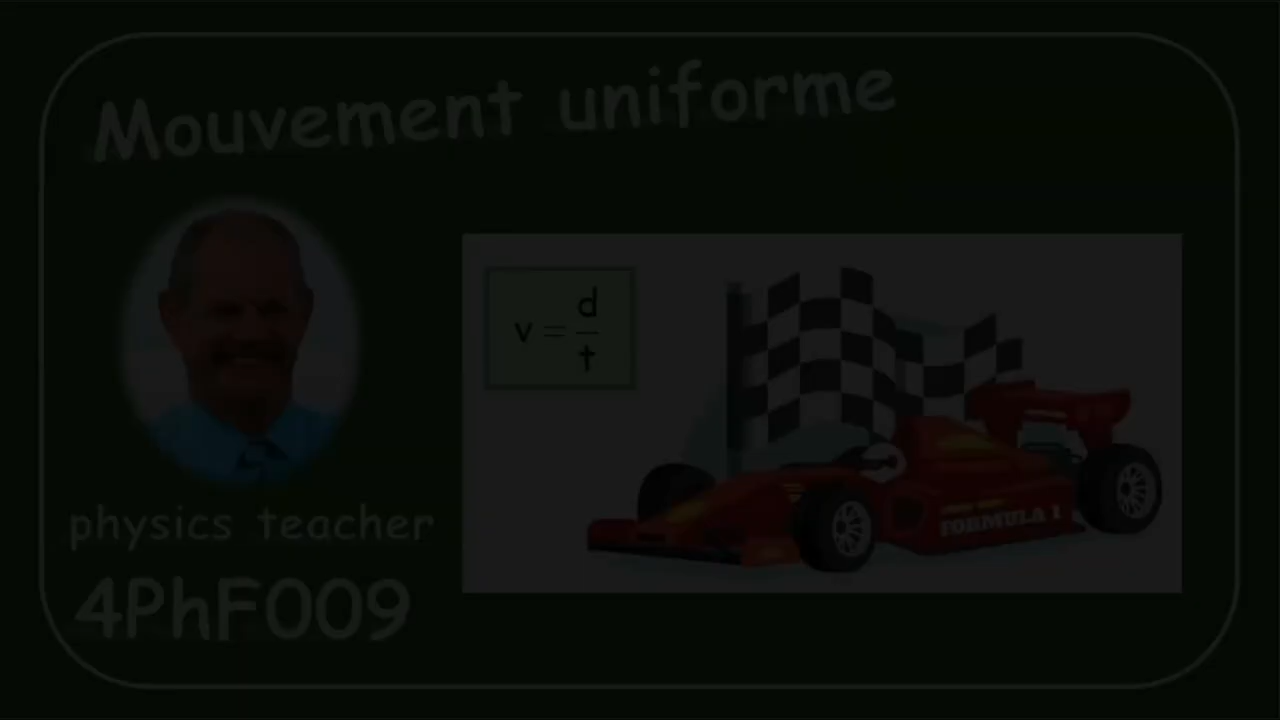 Mouvement uniforme
v = d/t
FORMULA 1
physics teacher
4PhF009